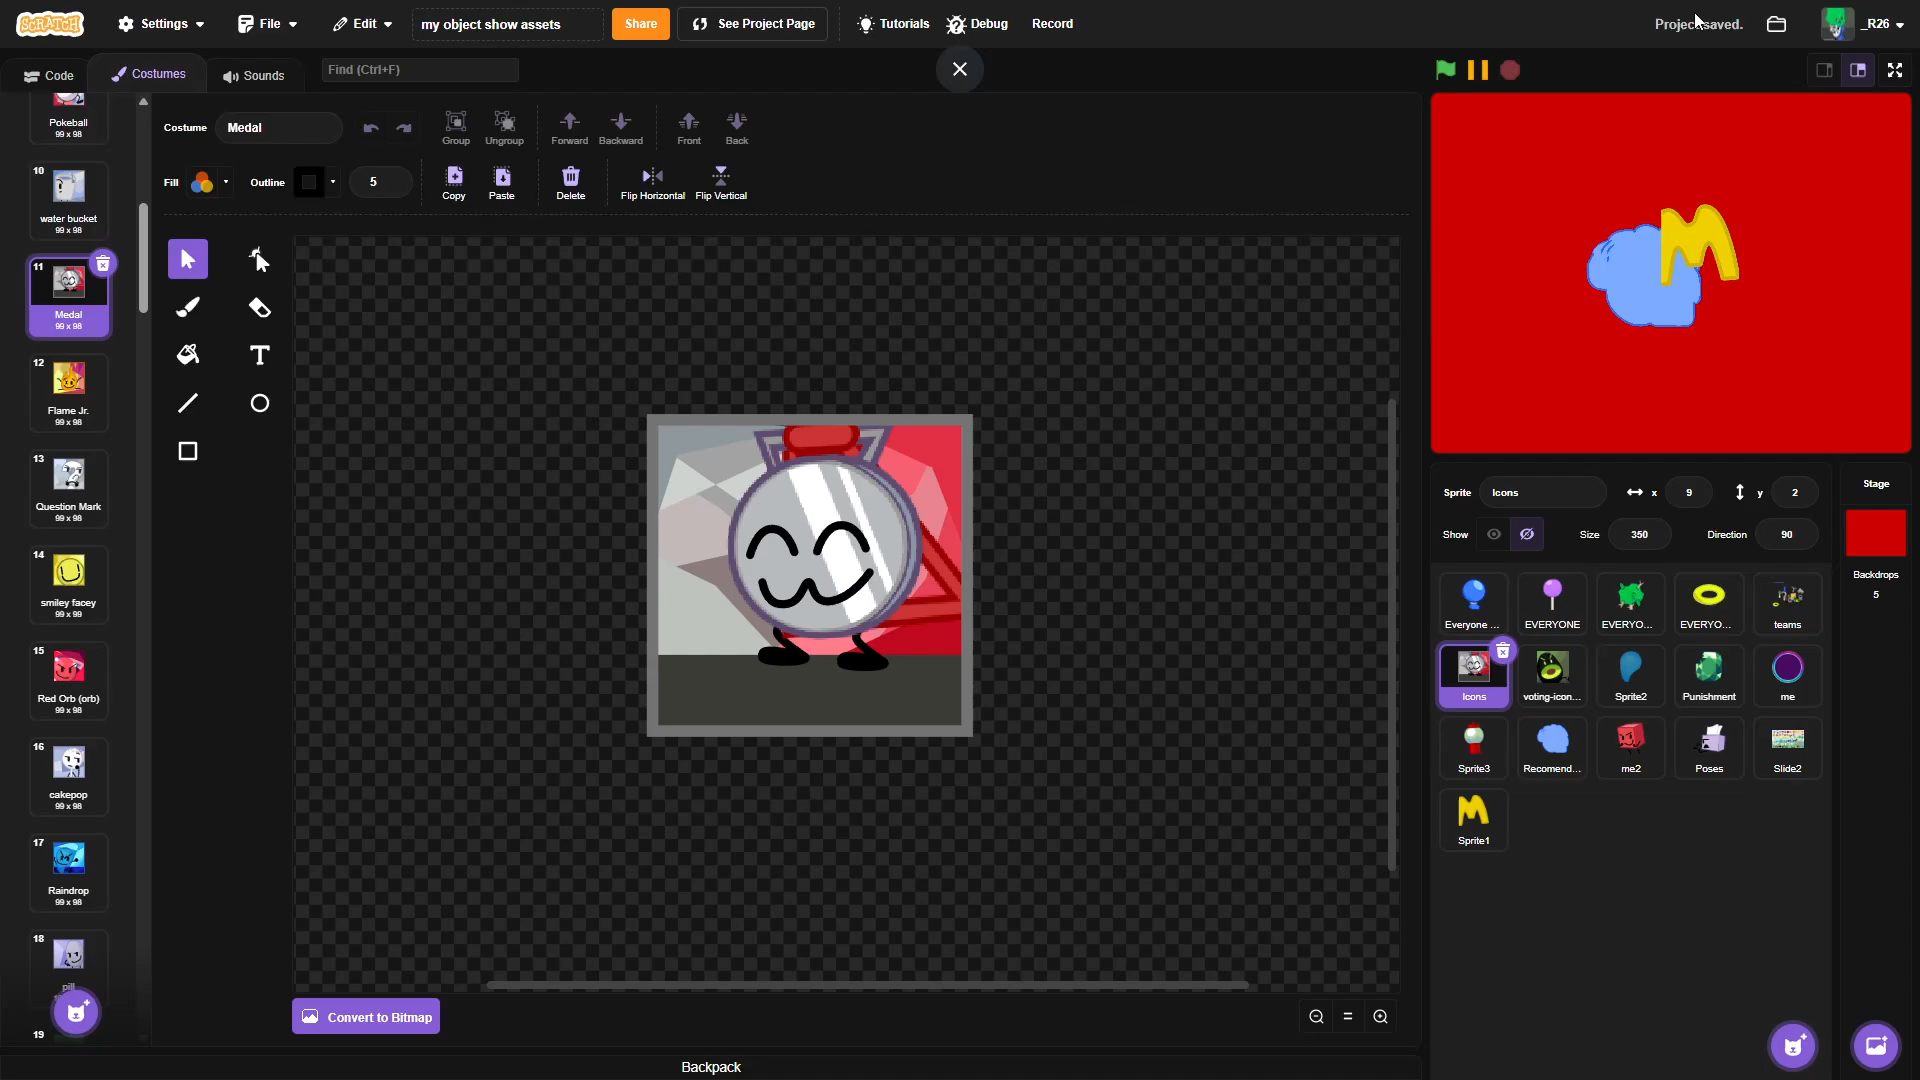 SCRATCH Settings File Edit my object show assets Share See Project Page Tutorials Debug Record Project saved. _R26
Code Costumes Sounds Find (Ctrl+F)
Costume Medal Group Ungroup Forward Backward Front Back
Fill Outline 5 Copy Paste Delete Flip Horizontal Flip Vertical
Pokeball
99 x 98
10
water bucket
99 x 98
11
Medal
99 x 98
12
Flame Jr.
99 x 98
13
Question Mark
99 x 98
14
smiley facey
99 x 99
15
Red Orb (orb)
99 x 98
16
cakepop
99 x 98
17
Raindrop
99 x 98
18
pill
19
T
Convert to Bitmap
Backpack
M
Sprite Icons x 9 y 2
Show Size 350 Direction 90
Everyone ... EVERYONE EVERYO... EVERYO... teams
Icons voting-icon... Sprite2 Punishment me
Sprite3 Recomend... me2 Poses Slide2
M
Sprite1
Stage
Backdrops
5